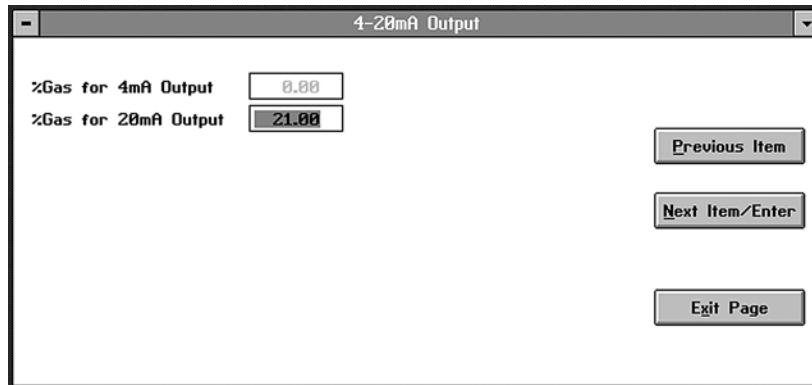 4-20mA Output
%Gas for 4mA Output 0.00
%Gas for 20mA Output 21.00
Previous Item
Next Item/Enter
Exit Page